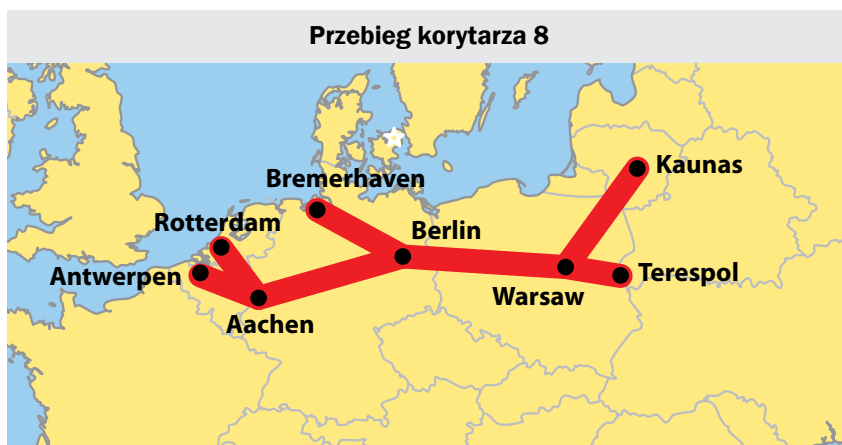 Przebieg korytarza 8
Kaunas
Bremerhaven
Rotterdam
Berlin
Antwerpen
Terespol
Warsaw
Aachen